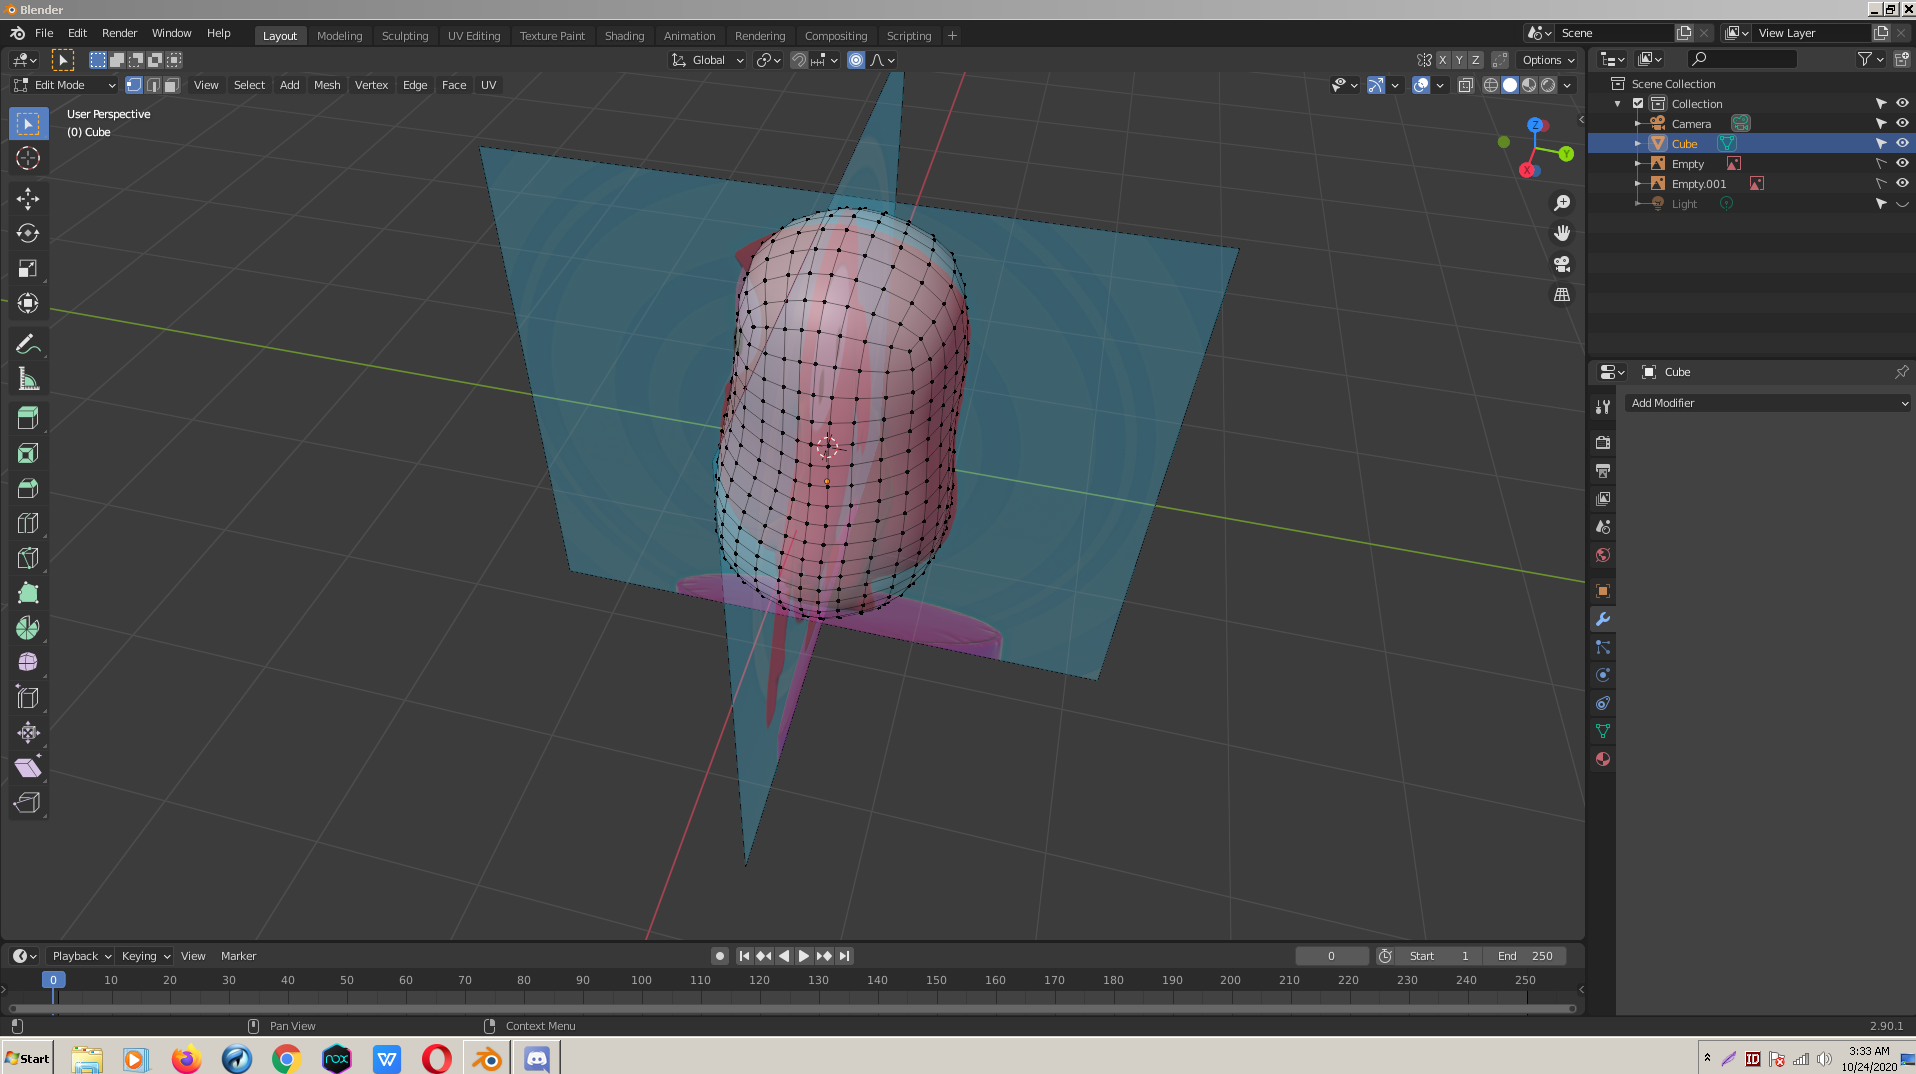 Blender
File Edit Render Window Help Layout Modeling Sculpting UV Editing Texture Paint Shading Animation Rendering Compositing Scripting + Scene View Layer
Global X Y Z Options
Edit Mode View Select Add Mesh Vertex Edge Face UV
User Perspective
(0) Cube
Z
Y
X
Scene Collection
Collection
Camera
Cube
Empty
Empty.001
Light
Cube
Add Modifier
Playback Keying View Marker 0 Start 1 End 250
0 10 20 30 40 50 60 70 80 90 100 110 120 130 140 150 160 170 180 190 200 210 220 230 240 250
Pan View Context Menu 2.90.1
Start nox W ID 3:33 AM
10/24/2020